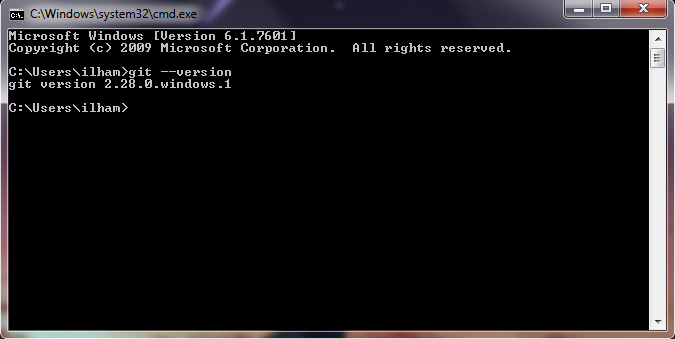 C:\Windows\system32\cmd.exe
Microsoft Windows [Version 6.1.7601]
Copyright (c) 2009 Microsoft Corporation.  All rights reserved.
C:\Users\ilham>git --version
git version 2.28.0.windows.1
C:\Users\ilham>